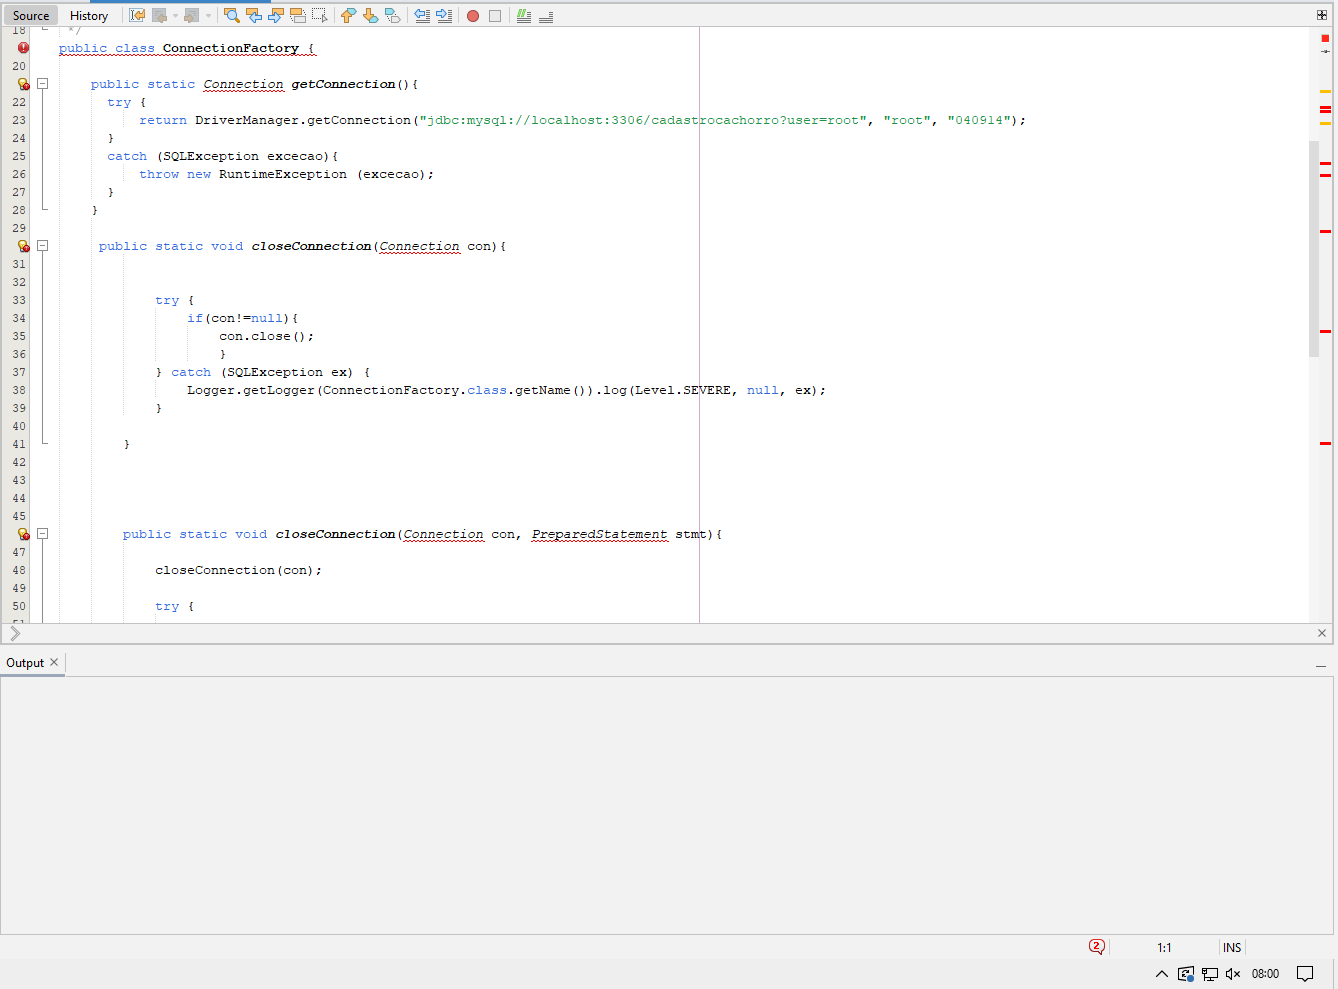 Source History
18 */
public class ConnectionFactory {
20
public static Connection getConnection(){
22 try {
23 return DriverManager.getConnection("jdbc:mysql://localhost:3306/cadastrocachorro?user=root", "root", "040914");
24 }
25 catch (SQLException excecao){
26 throw new RuntimeException (excecao);
27 }
28 }
29
public static void closeConnection(Connection con){
31
32
33 try {
34 if(con!=null){
35 con.close();
36 }
37 } catch (SQLException ex) {
38 Logger.getLogger(ConnectionFactory.class.getName()).log(Level.SEVERE, null, ex);
39 }
40
41 }
42
43
44
45
public static void closeConnection(Connection con, PreparedStatement stmt){
47
48 closeConnection(con);
49
50 try {
51
Output
2 1:1 INS
08:00